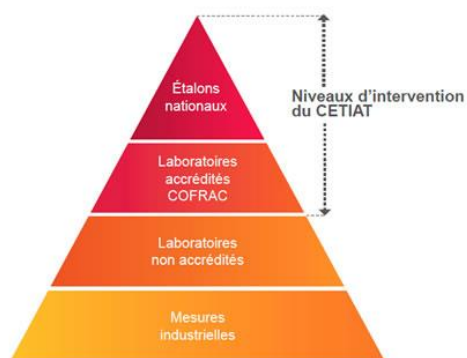 Étalons
nationaux
Niveaux d'intervention
du CETIAT
Laboratoires
accrédités
COFRAC
Laboratoires
non accrédités
Mesures
industrielles